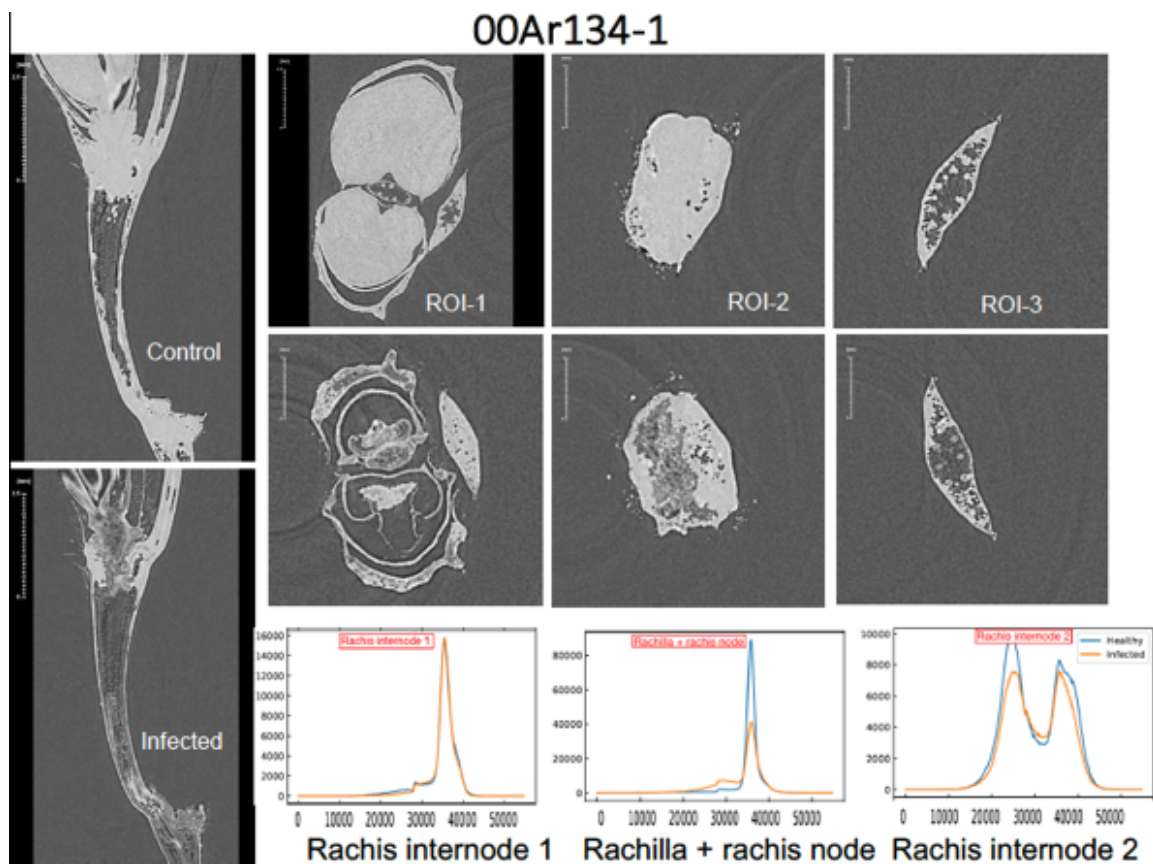 00Ar134-1
Control
Infected
ROI-1
ROI-2
ROI-3
Rachis internode 1
16000
14000
12000
10000
8000
6000
4000
2000
0
0 10000 20000 30000 40000 50000
Rachis internode 1
Rachilla + rachis node
80000
60000
40000
20000
0
0 10000 20000 30000 40000 50000
Rachilla + rachis node
Rachis internode 2
Healthy
Infected
10000
8000
6000
4000
2000
0
0 10000 20000 30000 40000 50000
Rachis internode 2